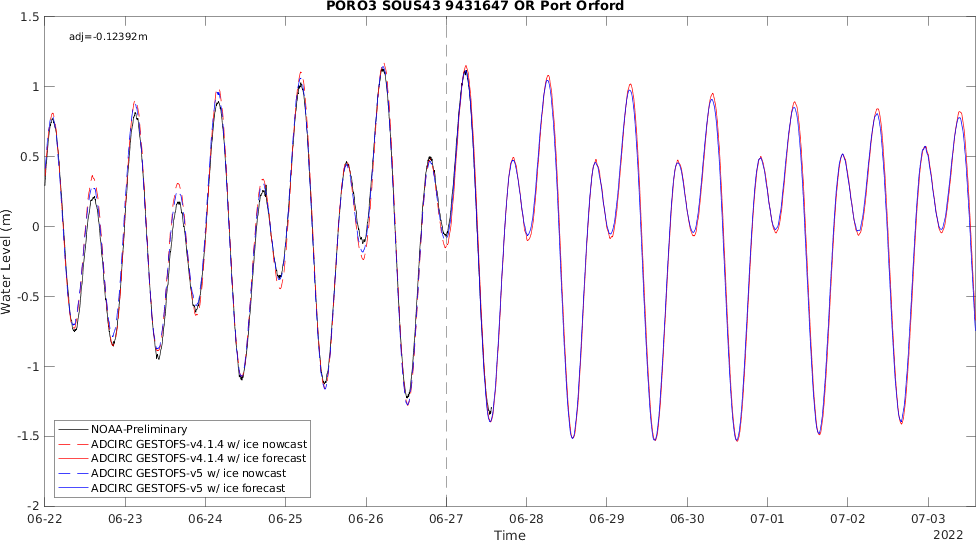 PORO3 SOUS43 9431647 OR Port Orford
adj=-0.12392m
1.5
1
0.5
0
-0.5
-1
-1.5
-2
Water Level (m)
NOAA-Preliminary
ADCIRC GESTOFS-v4.1.4 w/ ice nowcast
ADCIRC GESTOFS-v4.1.4 w/ ice forecast
ADCIRC GESTOFS-v5 w/ ice nowcast
ADCIRC GESTOFS-v5 w/ ice forecast
06-22 06-23 06-24 06-25 06-26 06-27 06-28 06-29 06-30 07-01 07-02 07-03
Time
2022